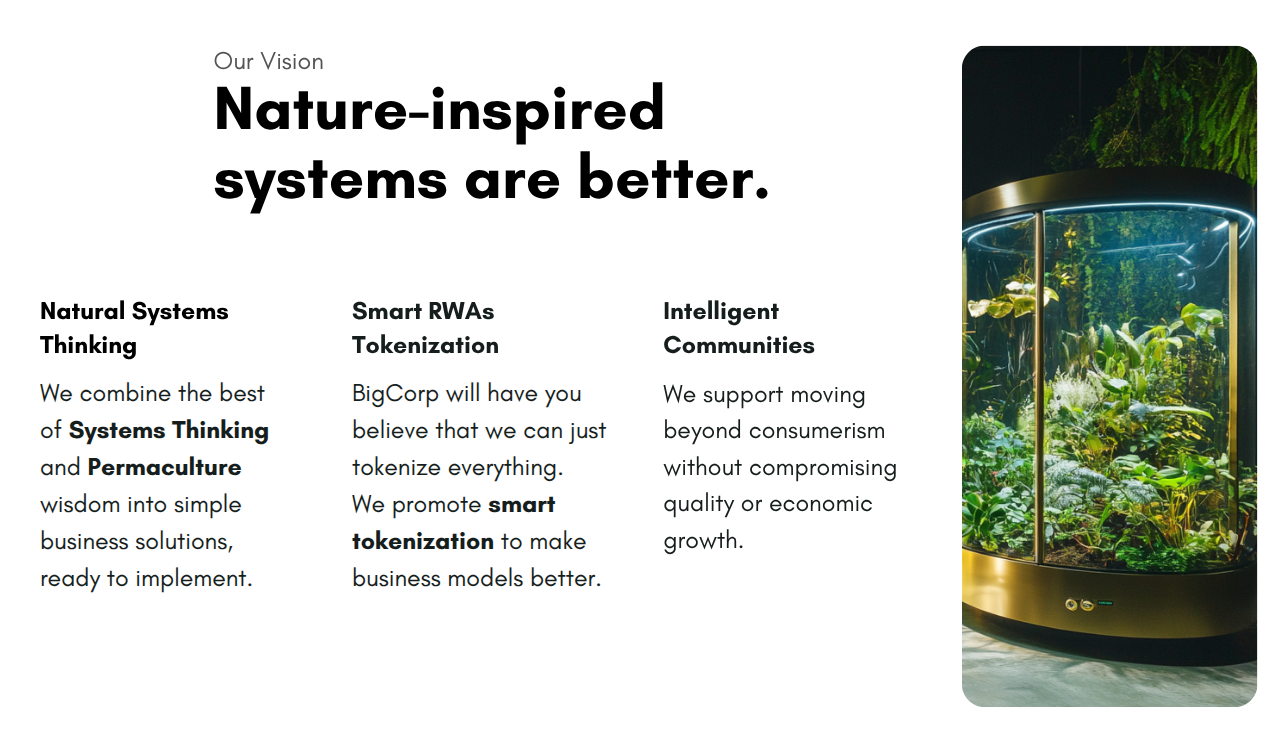 Our Vision
Nature-inspired
systems are better.
Natural Systems
Thinking
We combine the best
of Systems Thinking
and Permaculture
wisdom into simple
business solutions,
ready to implement.
Smart RWAs
Tokenization
BigCorp will have you
believe that we can just
tokenize everything.
We promote smart
tokenization to make
business models better.
Intelligent
Communities
We support moving
beyond consumerism
without compromising
quality or economic
growth.